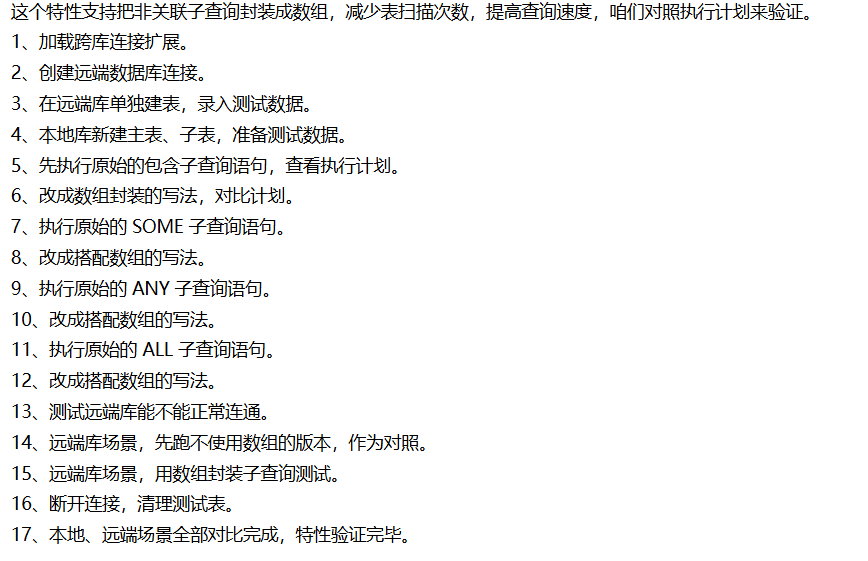 这个特性支持把非关联子查询封装成数组，减少表扫描次数，提高查询速度，咱们对照执行计划来验证。
1、加载跨库连接扩展。
2、创建远端数据库连接。
3、在远端库单独建表，录入测试数据。
4、本地库新建主表、子表，准备测试数据。
5、先执行原始的包含子查询语句，查看执行计划。
6、改成数组封装的写法，对比计划。
7、执行原始的 SOME 子查询语句。
8、改成搭配数组的写法。
9、执行原始的 ANY 子查询语句。
10、改成搭配数组的写法。
11、执行原始的 ALL 子查询语句。
12、改成搭配数组的写法。
13、测试远端库能不能正常连通。
14、远端库场景，先跑不使用数组的版本，作为对照。
15、远端库场景，用数组封装子查询测试。
16、断开连接，清理测试表。
17、本地、远端场景全部对比完成，特性验证完毕。